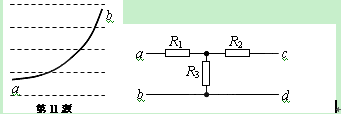 b
a
第 11 题
a R₁ R₂ c
R₃
b d